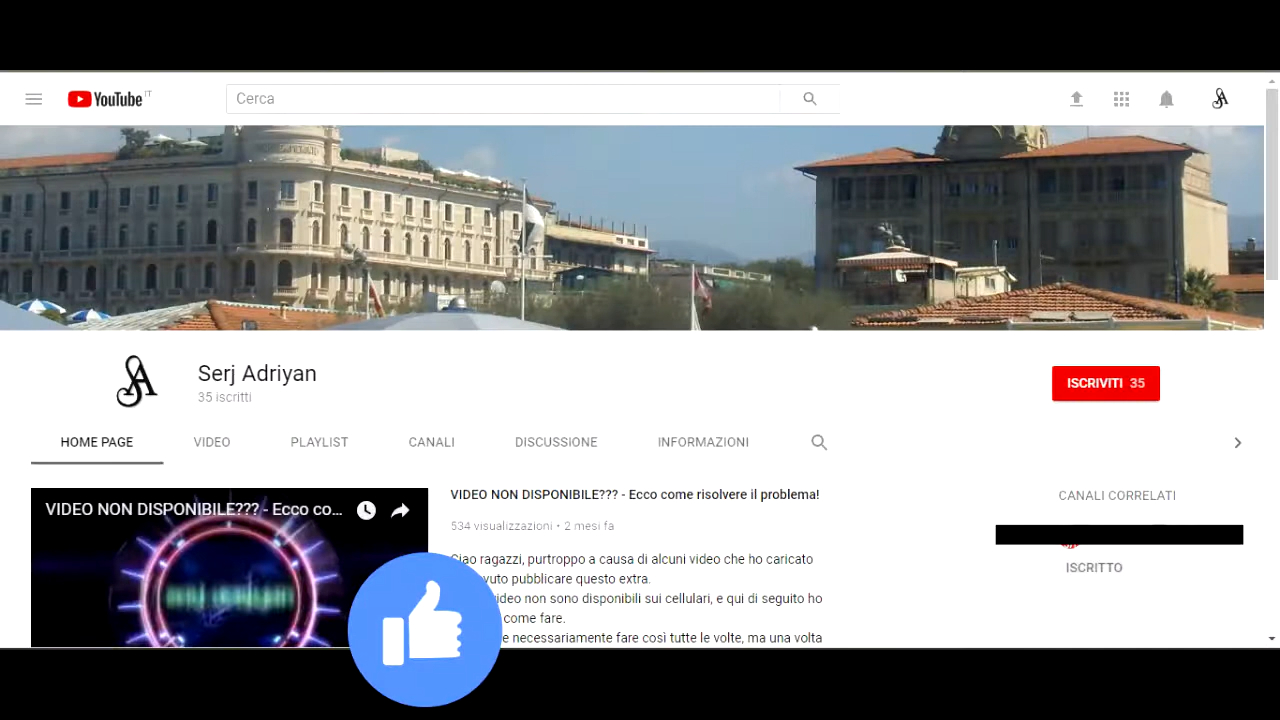 YouTube IT
Cerca
Serj Adriyan
35 iscritti
ISCRIVITI 35
HOME PAGE VIDEO PLAYLIST CANALI DISCUSSIONE INFORMAZIONI
VIDEO NON DISPONIBILE??? - Ecco co...
VIDEO NON DISPONIBILE??? - Ecco come risolvere il problema!
534 visualizzazioni • 2 mesi fa
Ciao ragazzi, purtroppo a causa di alcuni video che ho caricato
pubblicare questo extra.
non sono disponibili sui cellulari, e qui di seguito ho
come fare.
necessariamente fare così tutte le volte, ma una volta
CANALI CORRELATI
ISCRITTO